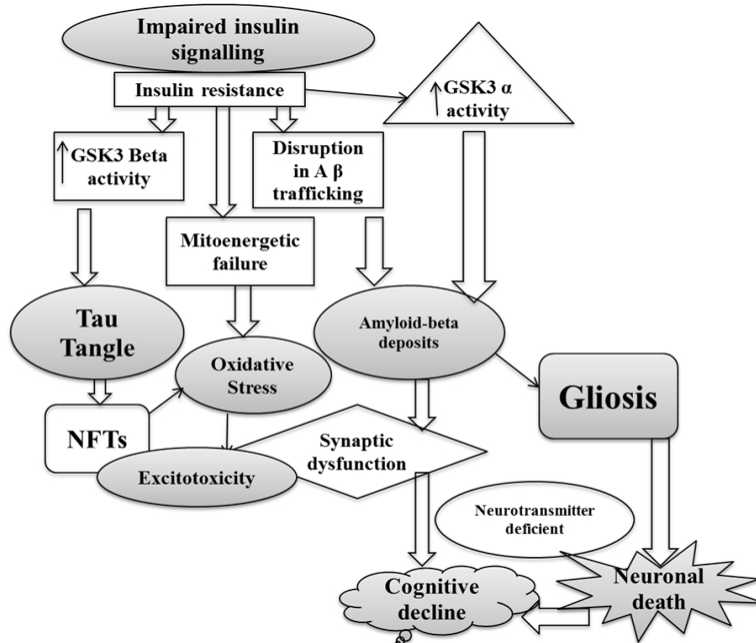 Impaired insulin
signalling
Insulin resistance
GSK3 α
activity
GSK3 Beta
activity
Disruption
in A β
trafficking
Mitoenergetic
failure
Tau
Tangle
Amyloid-beta
deposits
Oxidative
Stress
Gliosis
NFTs
Synaptic
dysfunction
Excitotoxicity
Neurotransmitter
deficient
Neuronal
death
Cognitive
decline